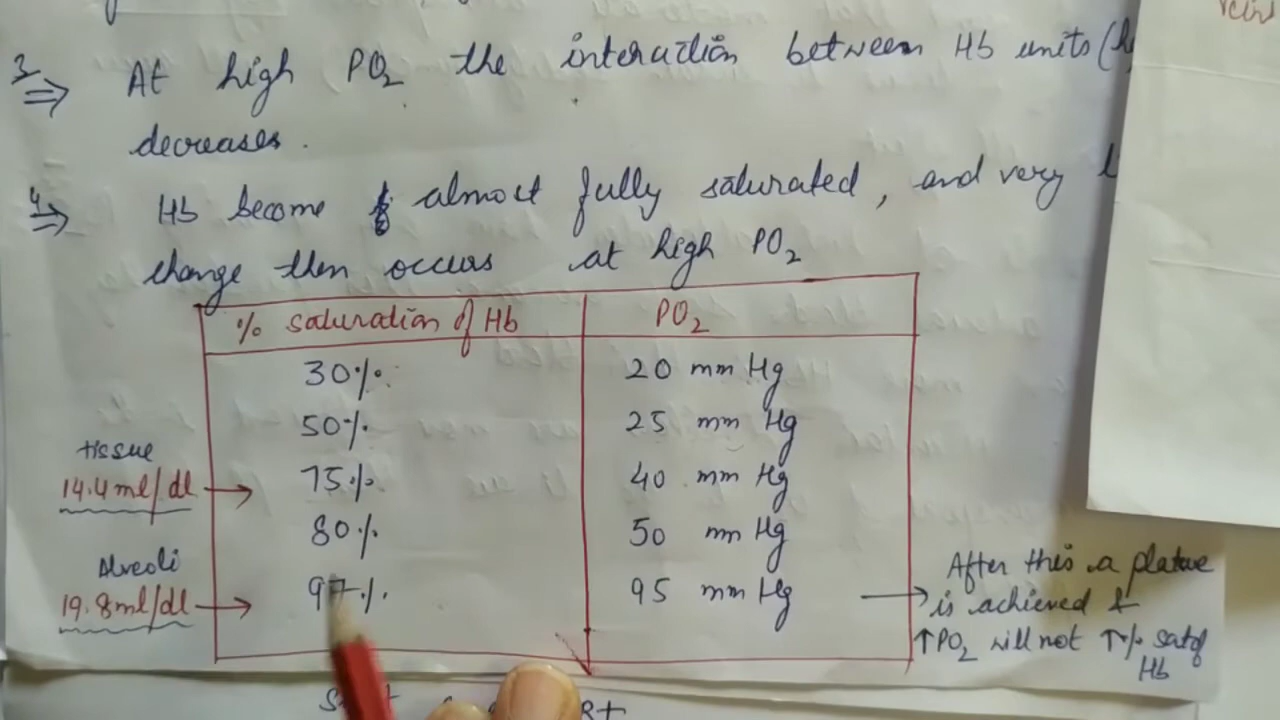 3⇒ At high PO2 the interaction between Hb units
decreases.
4⇒ Hb become almost fully saturated, and very
change then occurs at high PO2
% saturation of Hb PO2
30% 20 mm Hg
50% 25 mm Hg
tissue
14.4 ml/dl → 75% 40 mm Hg
80% 50 mm Hg
Alveoli
19.8 ml/dl → 97% 95 mm Hg → After this a platue
is achieved &
↑PO2 will not ↑% sat of
Hb